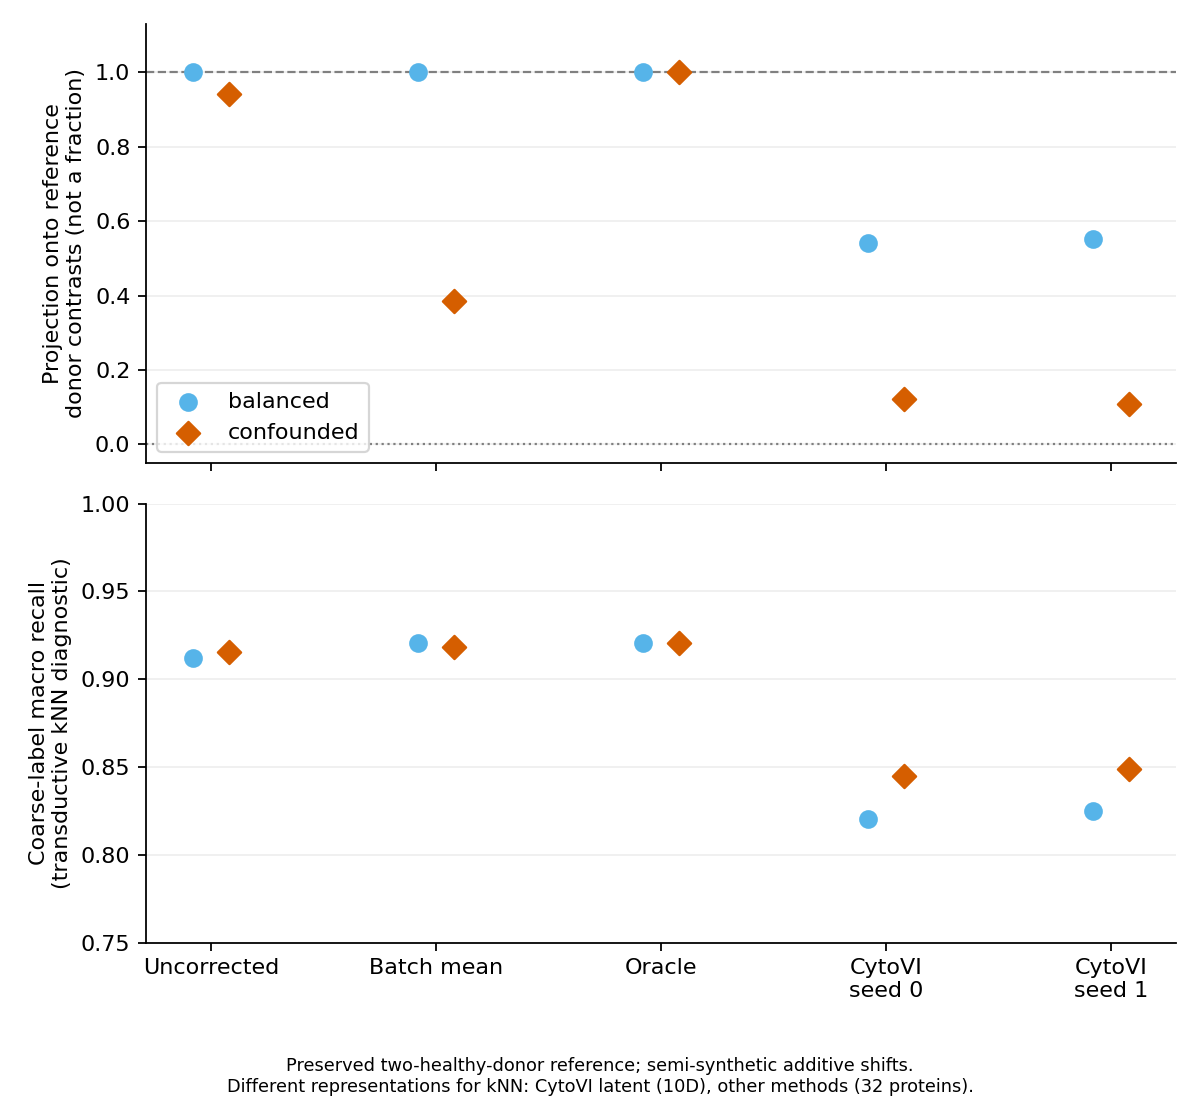 Projection onto reference
donor contrasts (not a fraction)
1.0
0.8
0.6
0.4
0.2
0.0
balanced
confounded
Coarse-label macro recall
(transductive kNN diagnostic)
1.00
0.95
0.90
0.85
0.80
0.75
Uncorrected
Batch mean
Oracle
CytoVI
seed 0
CytoVI
seed 1
Preserved two-healthy-donor reference; semi-synthetic additive shifts.
Different representations for kNN: CytoVI latent (10D), other methods (32 proteins).